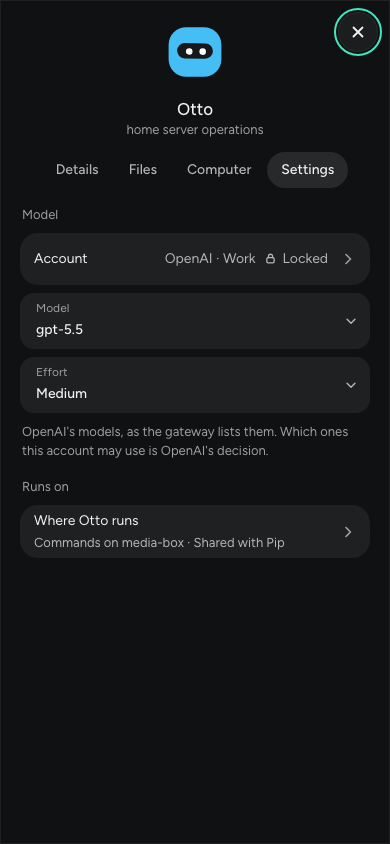 Otto
home server operations
Details Files Computer Settings
Model
Account OpenAI · Work Locked
Model
gpt-5.5
Effort
Medium
OpenAI's models, as the gateway lists them. Which ones
this account may use is OpenAI's decision.
Runs on
Where Otto runs
Commands on media-box · Shared with Pip